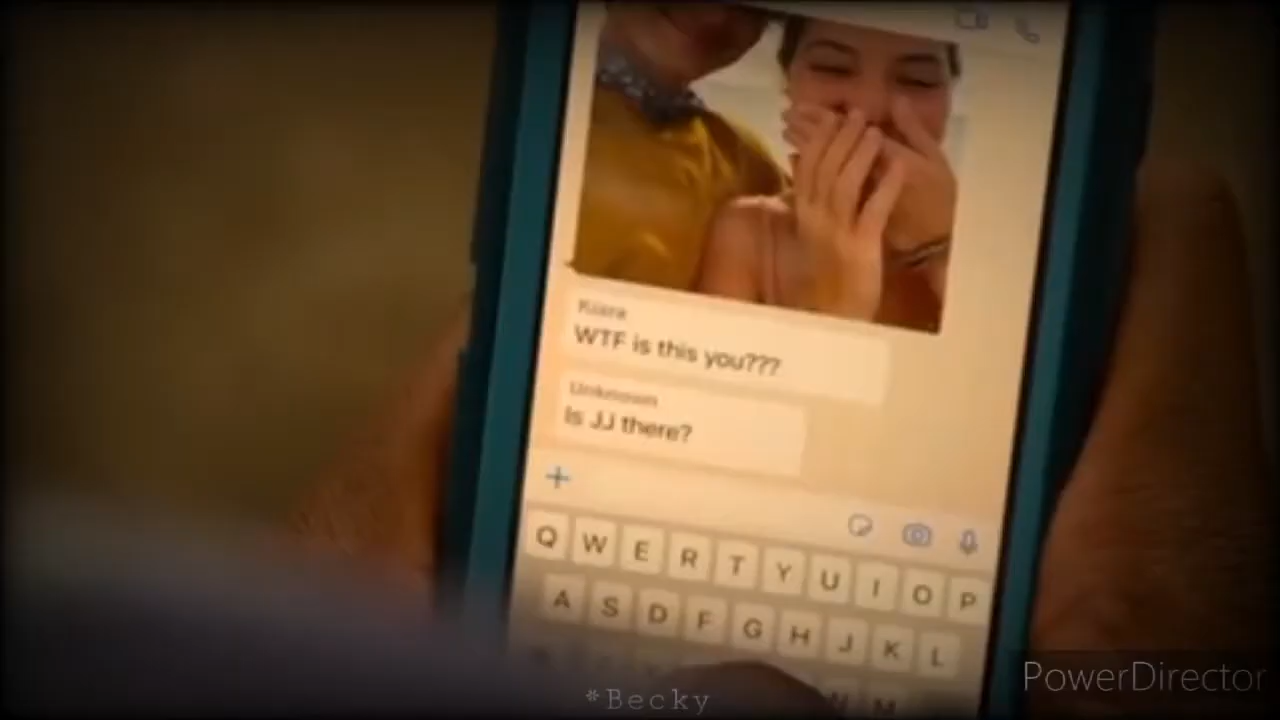 Kiara
WTF is this you???
Unknown
Is JJ there?
+
Q W E R T Y U I O P
A S D F G H J K L
M
*Becky
PowerDirector